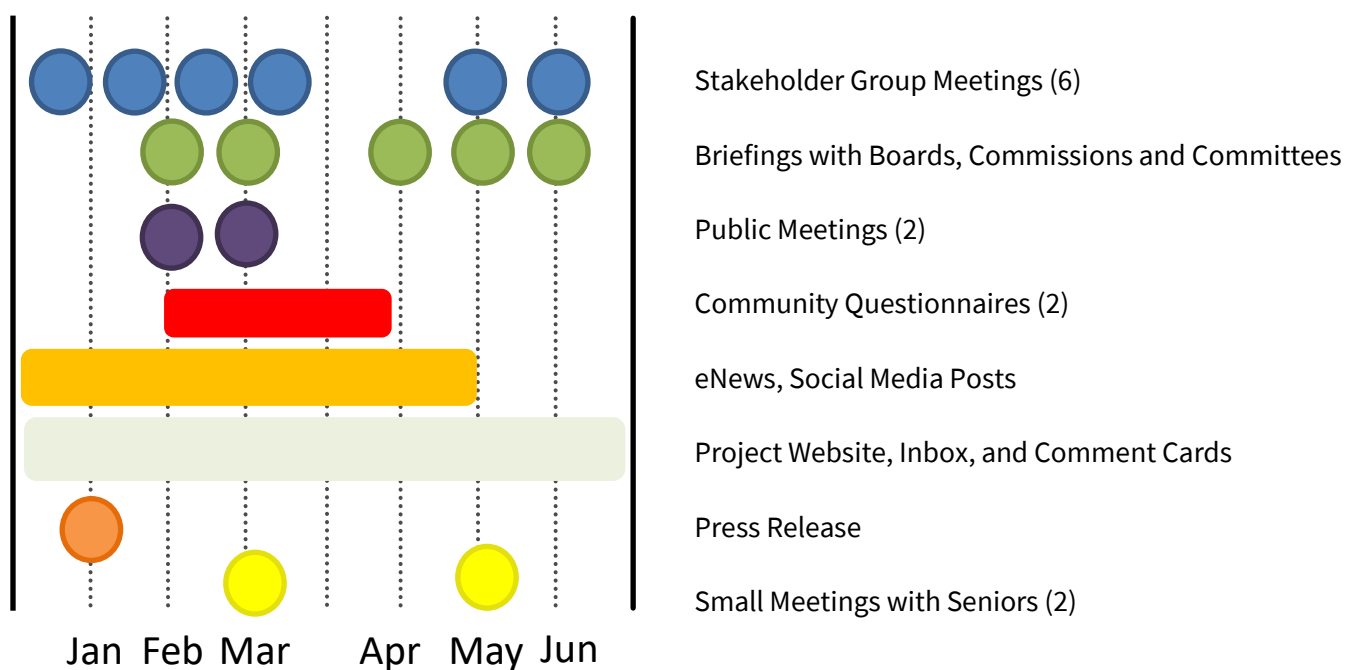 Stakeholder Group Meetings (6)
Briefings with Boards, Commissions and Committees
Public Meetings (2)
Community Questionnaires (2)
eNews, Social Media Posts
Project Website, Inbox, and Comment Cards
Press Release
Small Meetings with Seniors (2)
Jan Feb Mar Apr May Jun